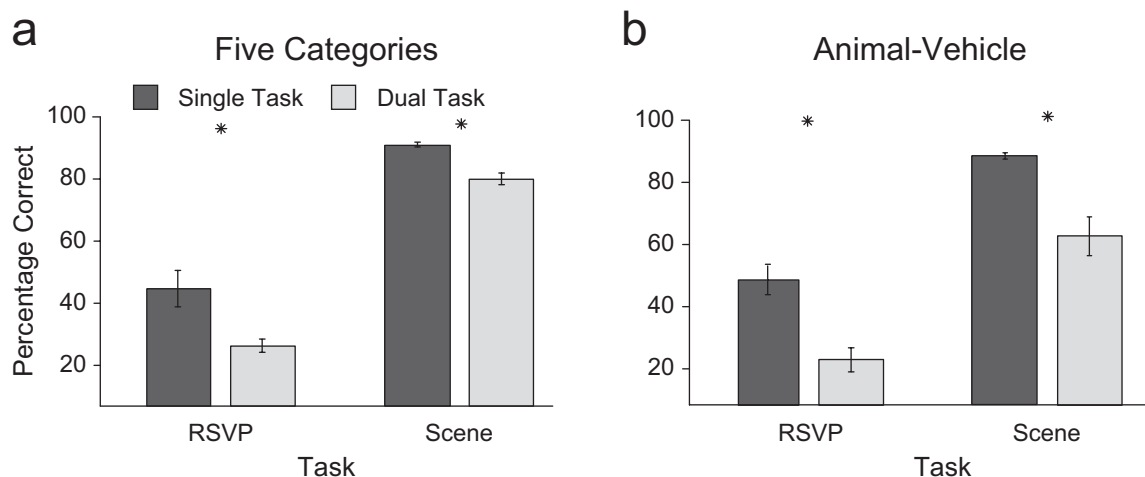 a
Five Categories
Single Task Dual Task
* *
100
80
60
40
20
Percentage Correct
RSVP Scene
Task
b
Animal-Vehicle
* *
100
80
60
40
20
RSVP Scene
Task